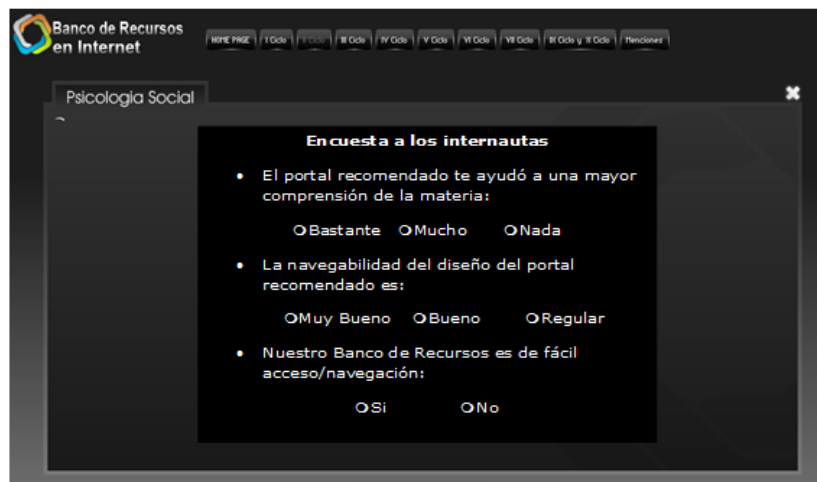 Banco de Recursos
en Internet
HOME PAGE I Ciclo II Ciclo III Ciclo IV Ciclo V Ciclo VI Ciclo VII Ciclo IX Ciclo y X Ciclo Menciones
Psicologia Social
Encuesta a los internautas
• El portal recomendado te ayudó a una mayor
comprensión de la materia:
Bastante Mucho Nada
• La navegabilidad del diseño del portal
recomendado es:
Muy Bueno Bueno Regular
• Nuestro Banco de Recursos es de fácil
acceso/navegación:
Si No